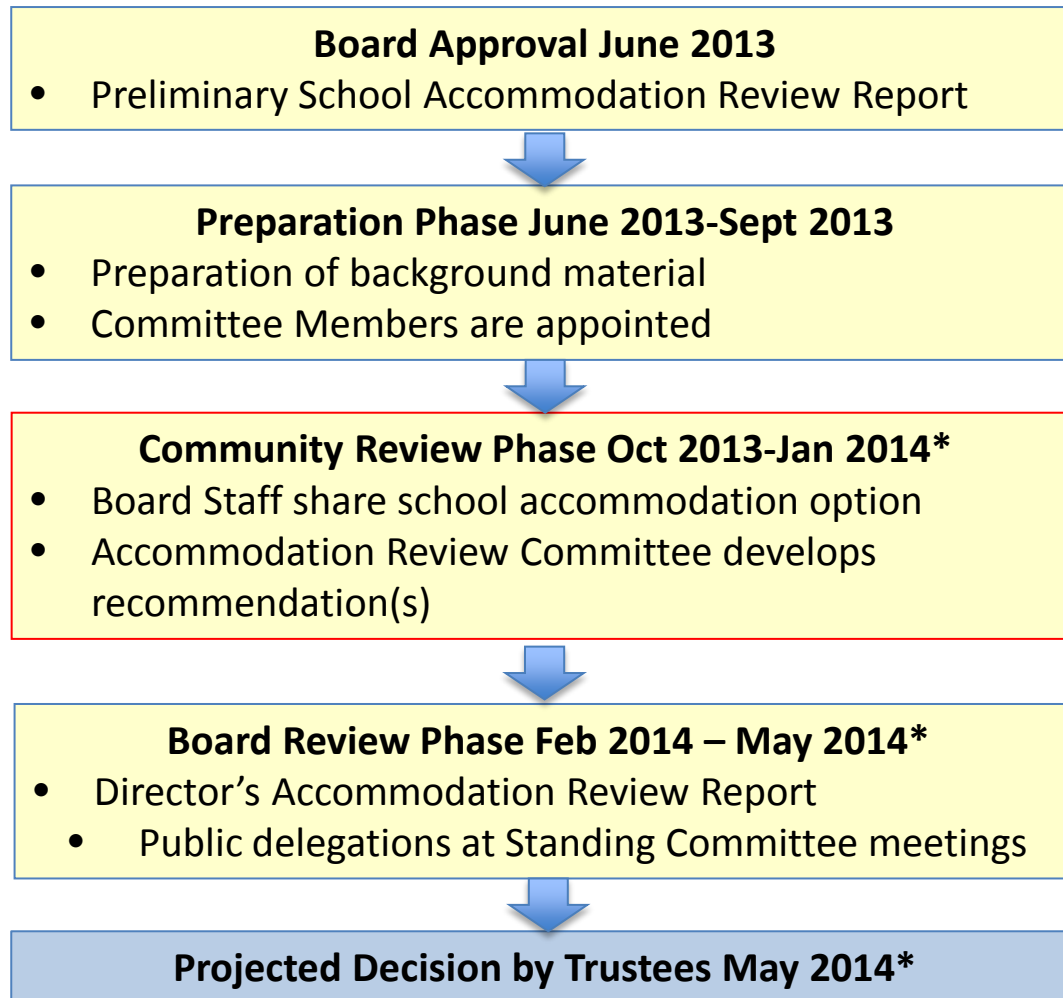 Board Approval June 2013
• Preliminary School Accommodation Review Report
Preparation Phase June 2013-Sept 2013
• Preparation of background material
• Committee Members are appointed
Community Review Phase Oct 2013-Jan 2014*
• Board Staff share school accommodation option
• Accommodation Review Committee develops
recommendation(s)
Board Review Phase Feb 2014 – May 2014*
• Director’s Accommodation Review Report
• Public delegations at Standing Committee meetings
Projected Decision by Trustees May 2014*